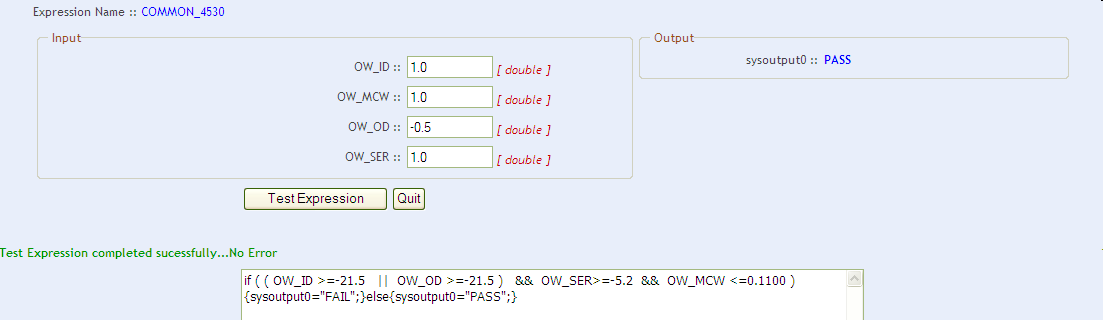 Expression Name :: COMMON_4530
Input
OW_ID :: 1.0 [ double ]
OW_MCW :: 1.0 [ double ]
OW_OD :: -0.5 [ double ]
OW_SER :: 1.0 [ double ]
Output
sysoutput0 :: PASS
Test Expression Quit
Test Expression completed sucessfully...No Error
if ( ( OW_ID >=-21.5 || OW_OD >=-21.5 ) && OW_SER>=-5.2 && OW_MCW <=0.1100 )
{sysoutput0="FAIL";}else{sysoutput0="PASS";}